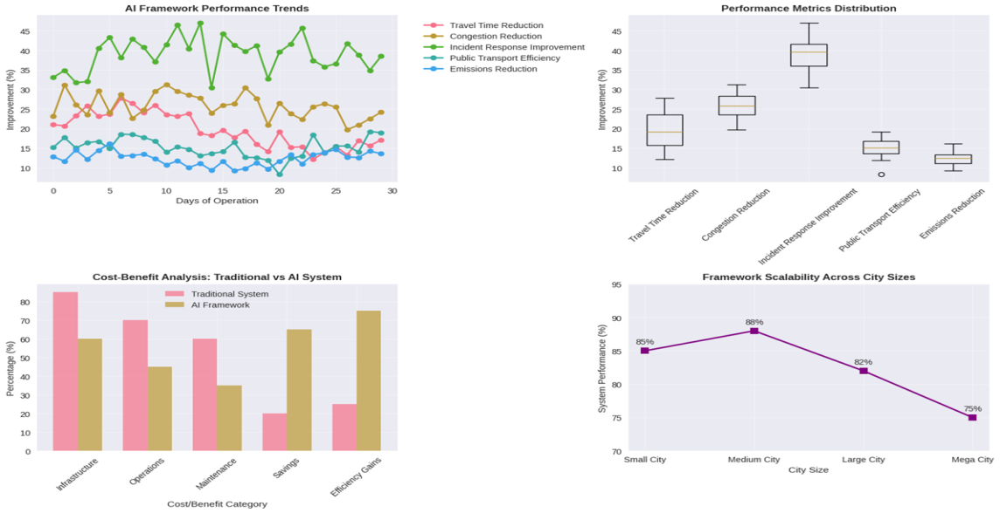 AI Framework Performance Trends
Improvement (%)
45
40
35
30
25
20
15
10
0 5 10 15 20 25 30
Days of Operation
Travel Time Reduction
Congestion Reduction
Incident Response Improvement
Public Transport Efficiency
Emissions Reduction
Performance Metrics Distribution
Improvement (%)
45
40
35
30
25
20
15
10
Travel Time Reduction
Congestion Reduction
Incident Response Improvement
Public Transport Efficiency
Emissions Reduction
Cost-Benefit Analysis: Traditional vs AI System
Traditional System
AI Framework
Percentage (%)
80
70
60
50
40
30
20
10
0
Infrastructure
Operations
Maintenance
Savings
Efficiency Gains
Cost/Benefit Category
Framework Scalability Across City Sizes
System Performance (%)
95
90
85
80
75
70
85%
88%
82%
75%
Small City Medium City Large City Mega City
City Size